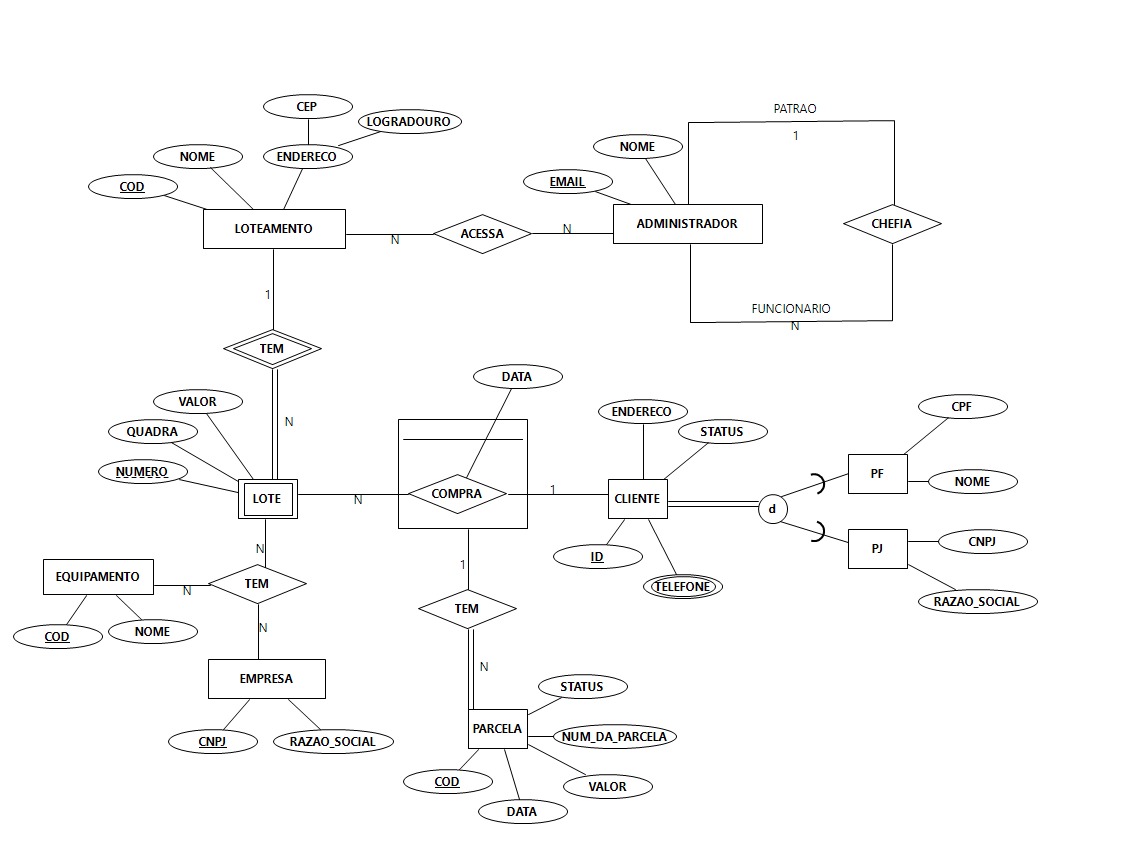 CEP
PATRAO
LOGRADOURO
1
NOME
NOME
ENDERECO
COD
EMAIL
LOTEAMENTO
ACESSA
ADMINISTRADOR
CHEFIA
N
N
1
FUNCIONARIO
N
TEM
DATA
VALOR
ENDERECO
CPF
N
QUADRA
STATUS
NUMERO
PF
NOME
LOTE
N
COMPRA
1
CLIENTE
d
CNPJ
N
ID
PJ
1
EQUIPAMENTO
TEM
N
TELEFONE
RAZAO_SOCIAL
TEM
COD
NOME
N
N
EMPRESA
STATUS
PARCELA
NUM_DA_PARCELA
CNPJ
RAZAO_SOCIAL
COD
VALOR
DATA